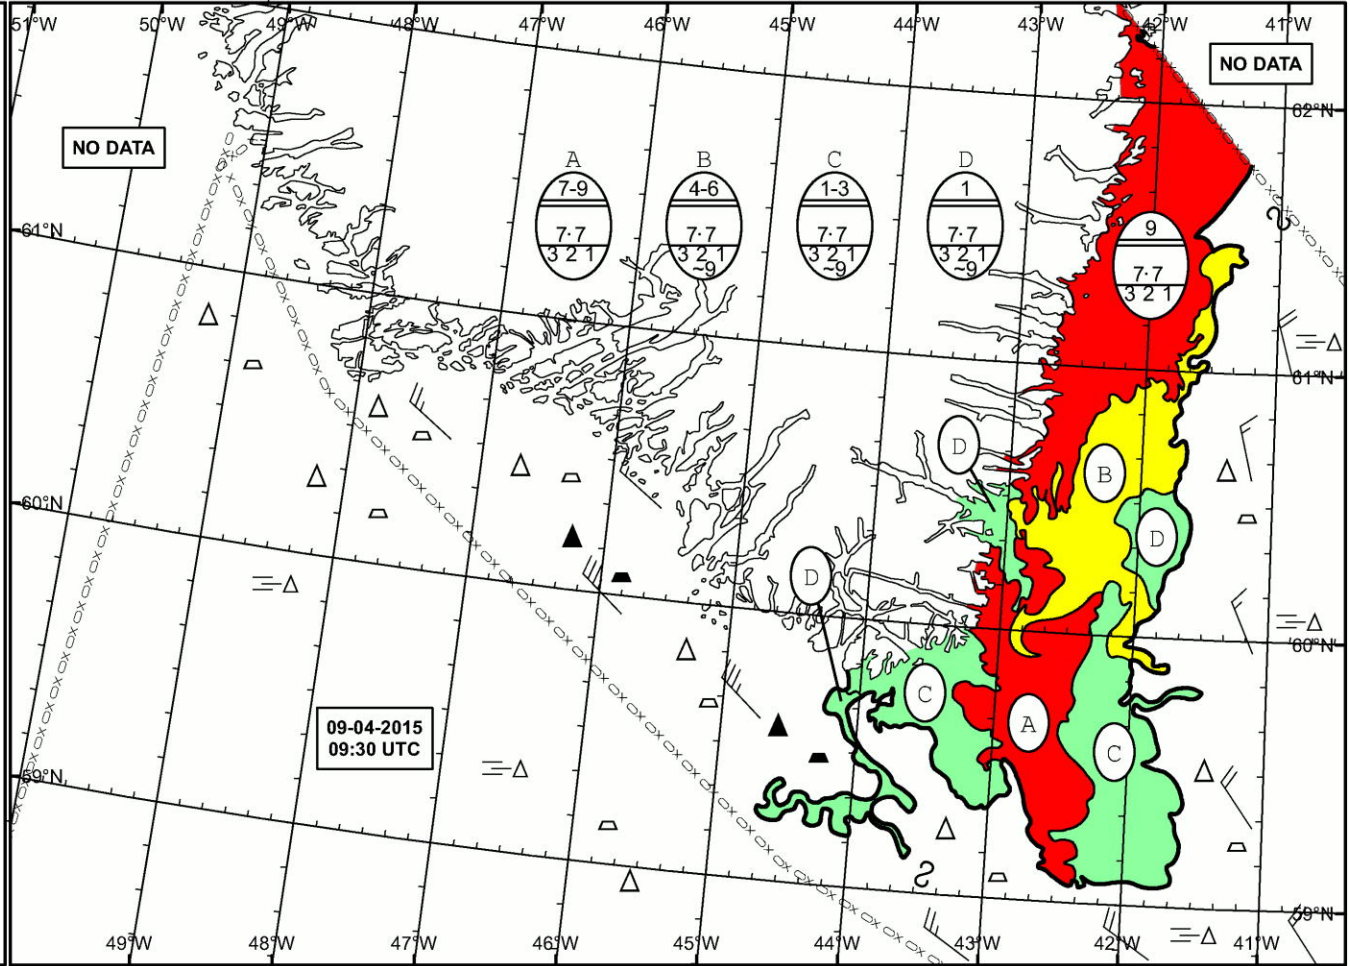 51°W 50°W 49°W 48°W 47°W 46°W 45°W 44°W 43°W 42°W 41°W
NO DATA
62°N
NO DATA
A B C D
7-9 4-6 1-3 1
7·7 7·7 7·7 7·7
3 2 1 3 2 1 3 2 1 3 2 1
~9 ~9 ~9
9
7·7
3 2 1
61°N
61°N
D
B
60°N
D
D
60°N
C
A
C
09-04-2015
09:30 UTC
59°N
59°N
49°W 48°W 47°W 46°W 45°W 44°W 43°W 42°W 41°W